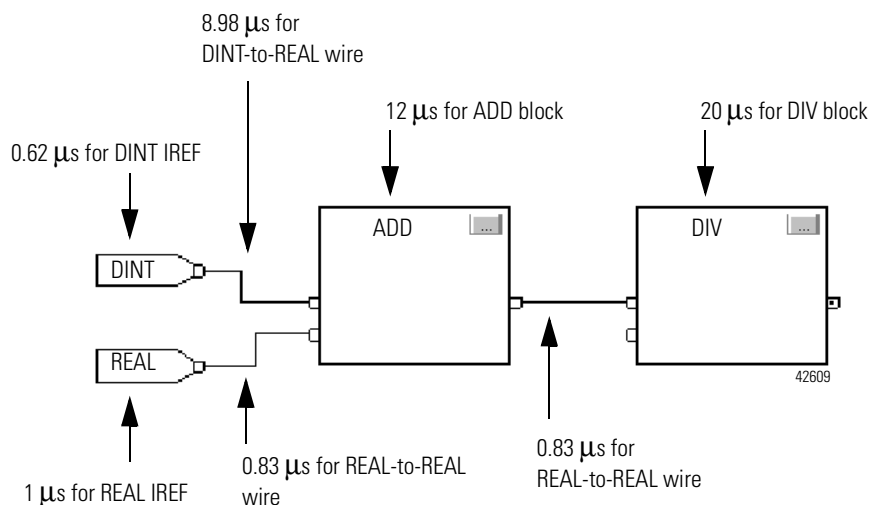 8.98 µs for
DINT-to-REAL wire
12 µs for ADD block
20 µs for DIV block
0.62 µs for DINT IREF
ADD
...
DIV
...
DINT
REAL
42609
0.83 µs for REAL-to-REAL
wire
0.83 µs for
REAL-to-REAL wire
1 µs for REAL IREF